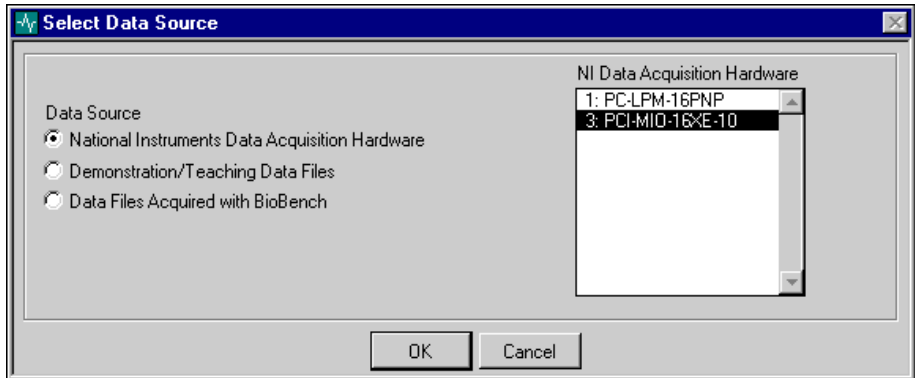 Select Data Source
NI Data Acquisition Hardware
1: PC-LPM-16PNP
3: PCI-MIO-16XE-10
Data Source
National Instruments Data Acquisition Hardware
Demonstration/Teaching Data Files
Data Files Acquired with BioBench
OK
Cancel